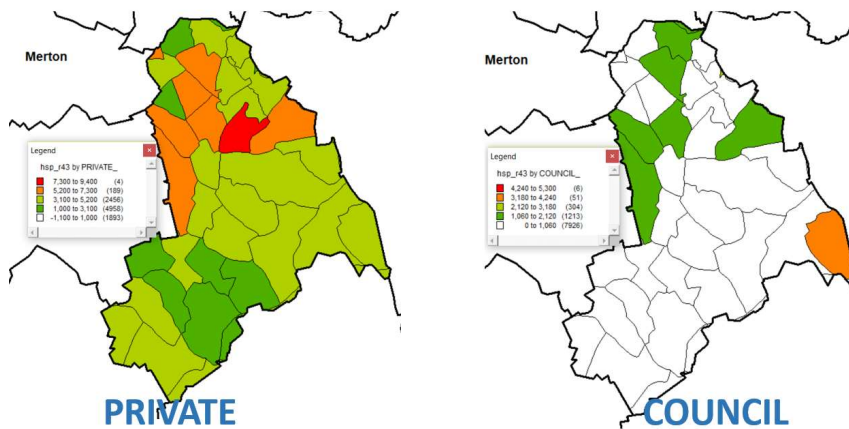 Merton
Legend
hsp_r43 by PRIVATE_
7,300 to 9,400 (4)
5,200 to 7,300 (189)
3,100 to 5,200 (2456)
1,000 to 3,100 (4958)
-1,100 to 1,000 (1893)
PRIVATE
Merton
Legend
hsp_r43 by COUNCIL_
4,240 to 5,300 (6)
3,180 to 4,240 (51)
2,120 to 3,180 (304)
1,060 to 2,120 (1213)
0 to 1,060 (7926)
COUNCIL